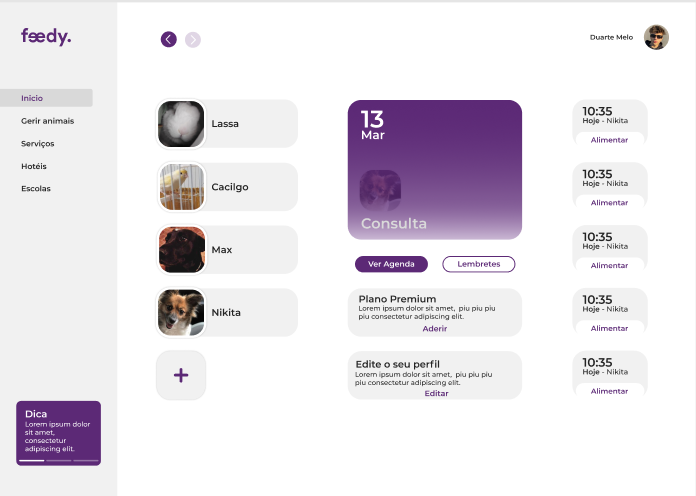 feedy.
Duarte Melo
Inicio
Gerir animais
Serviços
Hotéis
Escolas
Dica
Lorem ipsum dolor
sit amet,
consectetur
adipiscing elit.
Lassa
Cacilgo
Max
Nikita
13
Mar
Consulta
Ver Agenda
Lembretes
Plano Premium
Lorem ipsum dolor sit amet, piu piu piu
piu consectetur adipiscing elit.
Aderir
Edite o seu perfil
Lorem ipsum dolor sit amet, piu piu piu
piu consectetur adipiscing elit.
Editar
10:35
Hoje - Nikita
Alimentar
10:35
Hoje - Nikita
Alimentar
10:35
Hoje - Nikita
Alimentar
10:35
Hoje - Nikita
Alimentar
10:35
Hoje - Nikita
Alimentar